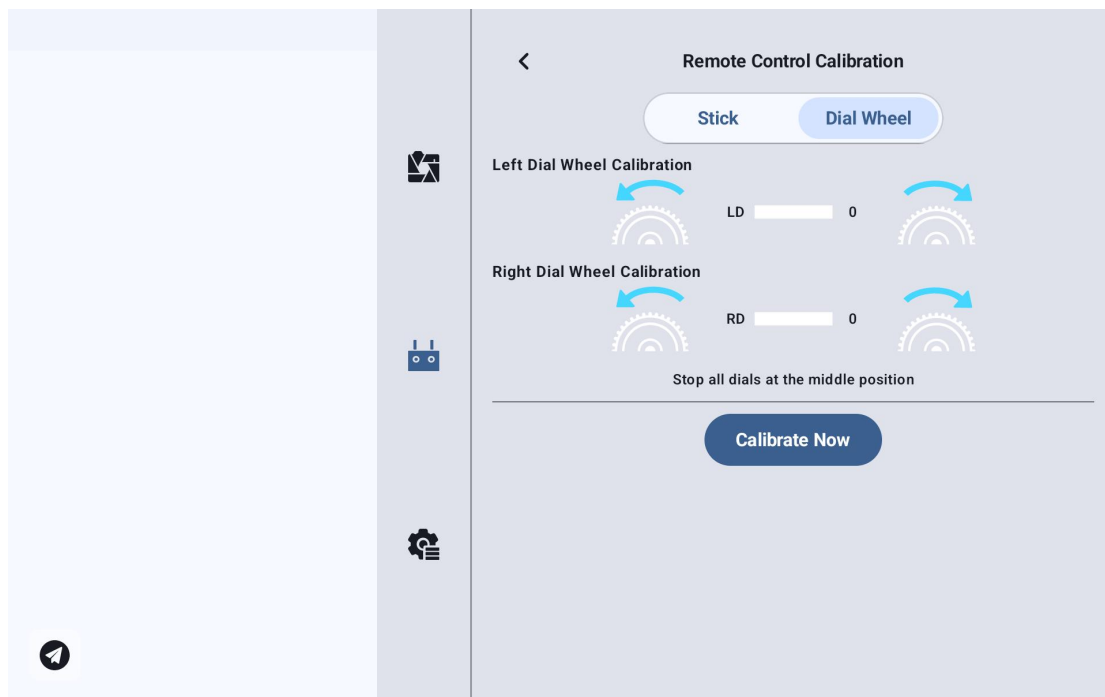 Remote Control Calibration
Stick Dial Wheel
Left Dial Wheel Calibration
LD 0
Right Dial Wheel Calibration
RD 0
Stop all dials at the middle position
Calibrate Now